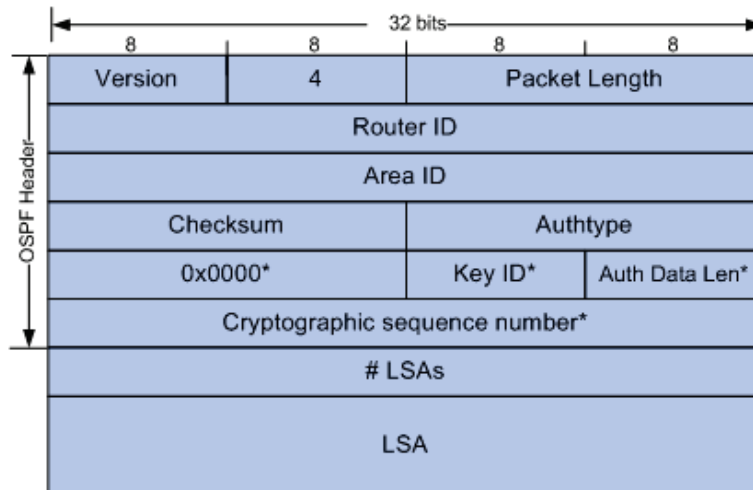 32 bits
8 8 8 8
Version 4 Packet Length
Router ID
Area ID
Checksum Authtype
0x0000* Key ID* Auth Data Len*
Cryptographic sequence number*
# LSAs
LSA
OSPF Header